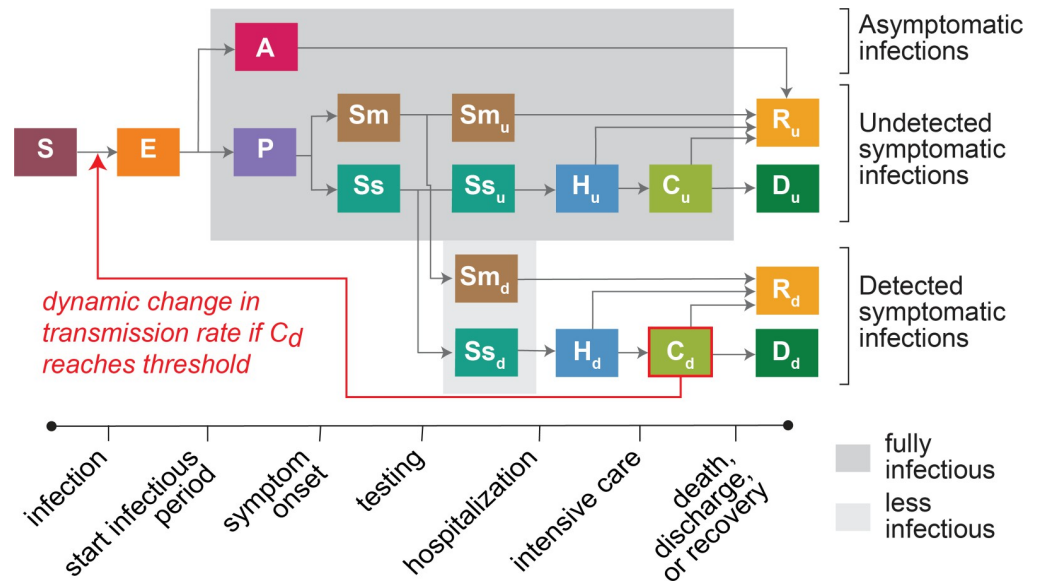 A
Asymptomatic
infections
Sm
Sm_u
R_u
S
E
P
Undetected
symptomatic
infections
Ss
Ss_u
H_u
C_u
D_u
Sm_d
R_d
Detected
symptomatic
infections
dynamic change in
transmission rate if C_d
reaches threshold
Ss_d
H_d
C_d
D_d
infection
start infectious
period
symptom
onset
testing
hospitalization
intensive care
death,
discharge,
or recovery
fully
infectious
less
infectious